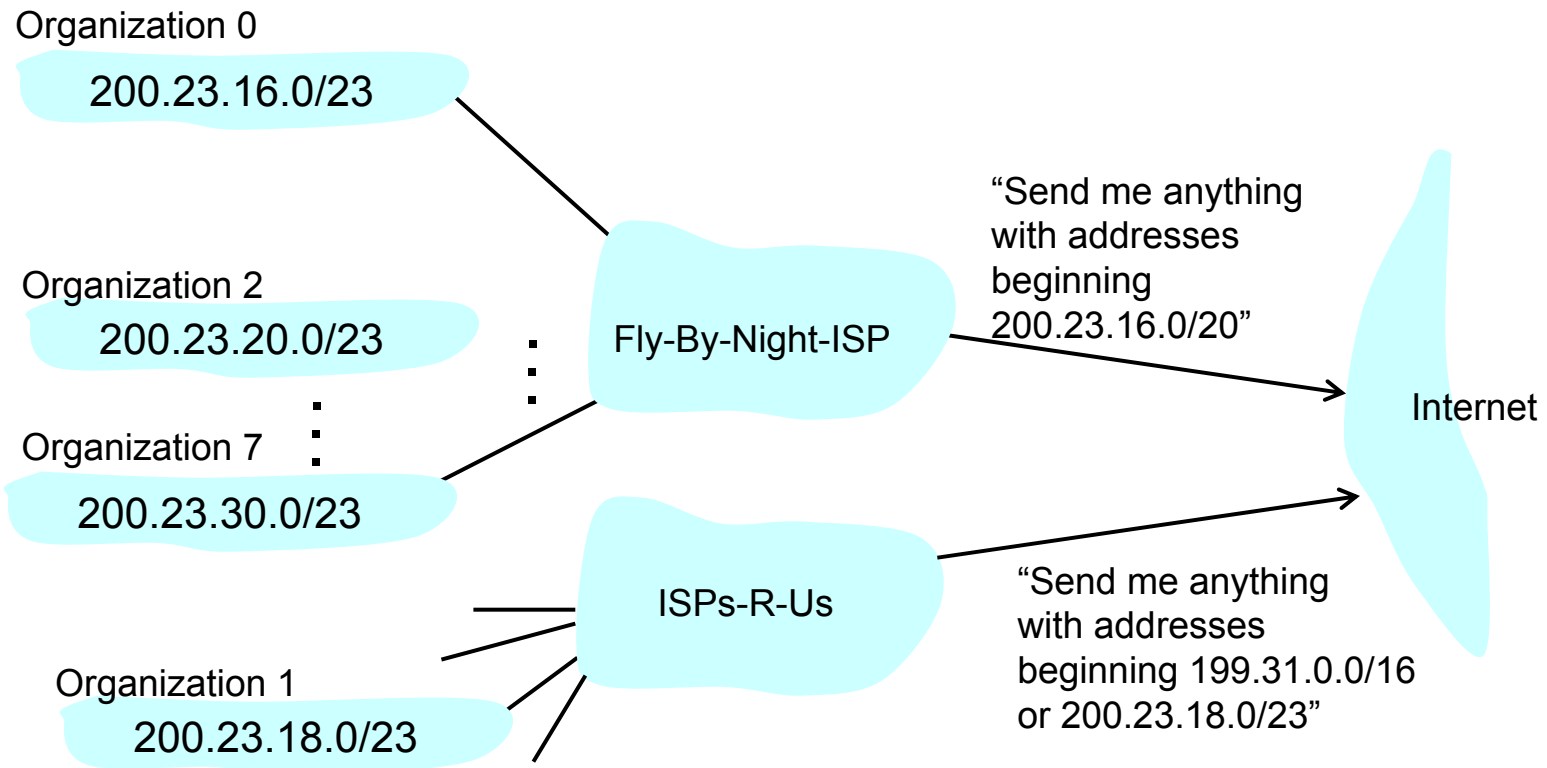 Organization 0
200.23.16.0/23
Organization 2
200.23.20.0/23
Organization 7
200.23.30.0/23
Fly-By-Night-ISP
“Send me anything
with addresses
beginning
200.23.16.0/20”
Internet
ISPs-R-Us
“Send me anything
with addresses
beginning 199.31.0.0/16
or 200.23.18.0/23”
Organization 1
200.23.18.0/23